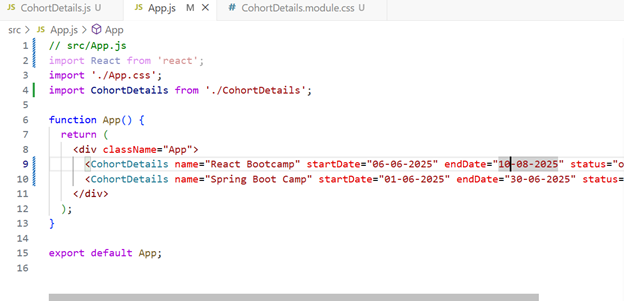 JS CohortDetails.js U JS App.js M X # CohortDetails.module.css U
src > JS App.js > App
1 // src/App.js
2 import React from 'react';
3 import './App.css';
4 import CohortDetails from './CohortDetails';
5
6 function App() {
7 return (
8 <div className="App">
9 <CohortDetails name="React Bootcamp" startDate="06-06-2025" endDate="10-08-2025" status="o
10 <CohortDetails name="Spring Boot Camp" startDate="01-06-2025" endDate="30-06-2025" status=
11 </div>
12 );
13 }
14
15 export default App;
16